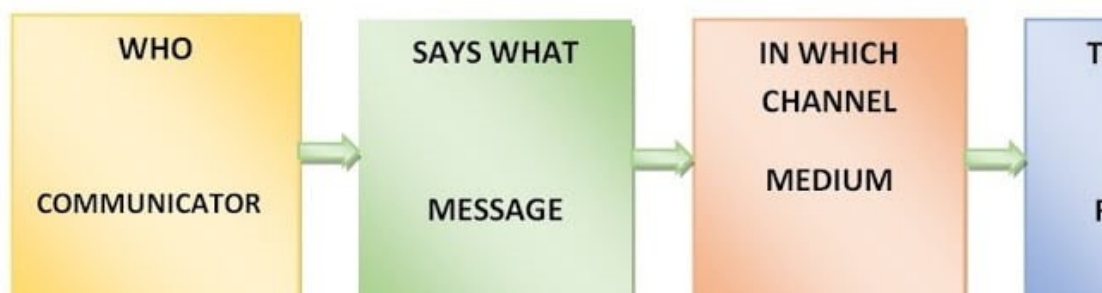 WHO
COMMUNICATOR
SAYS WHAT
MESSAGE
IN WHICH
CHANNEL
MEDIUM